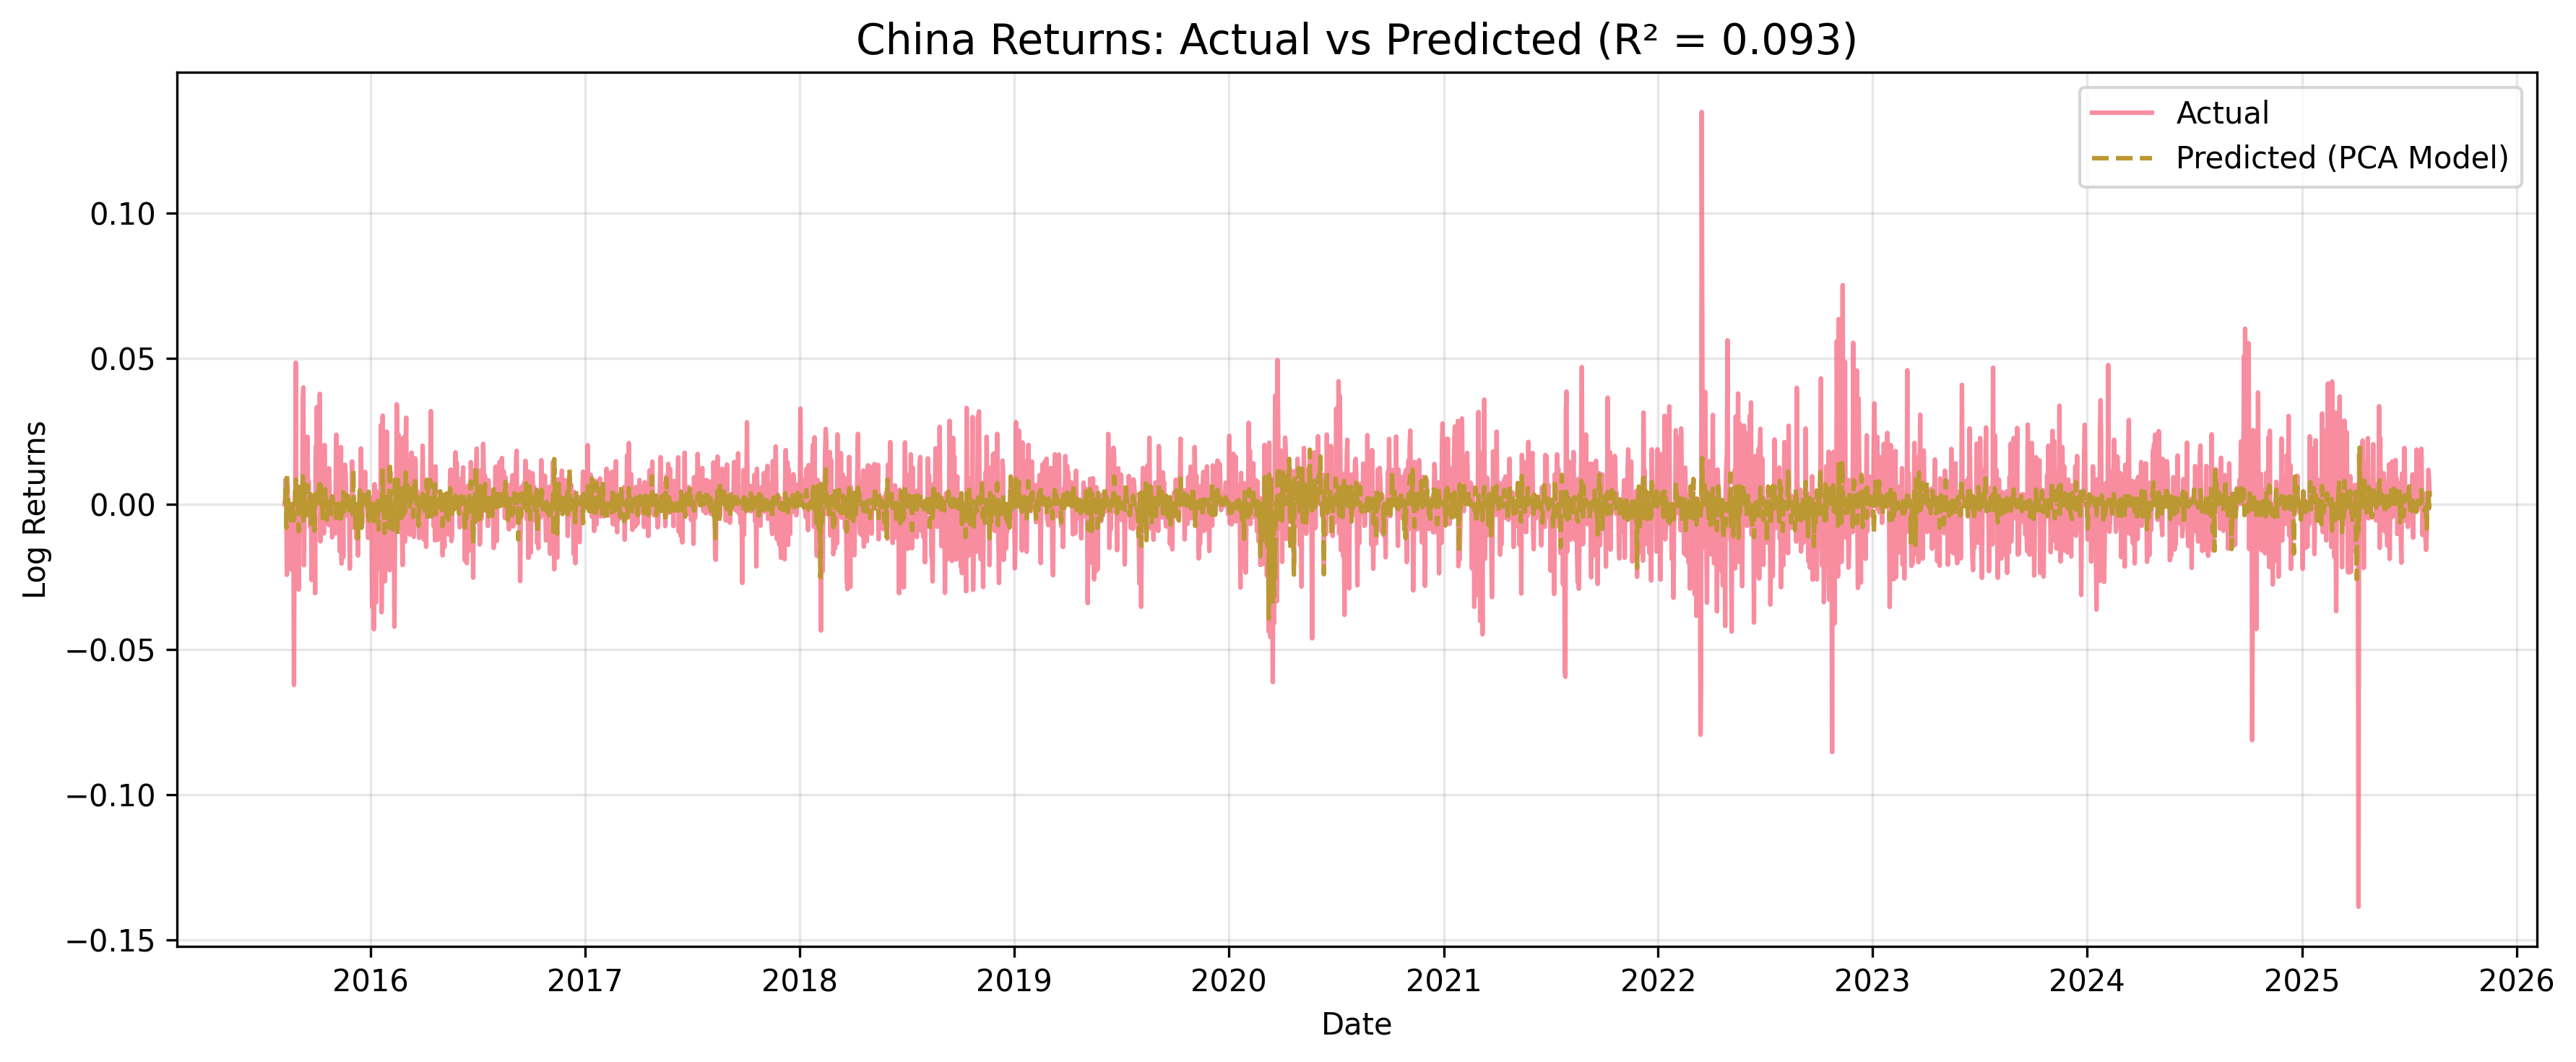 China Returns: Actual vs Predicted (R² = 0.093)
Actual
Predicted (PCA Model)
Log Returns
0.10
0.05
0.00
−0.05
−0.10
−0.15
2016 2017 2018 2019 2020 2021 2022 2023 2024 2025 2026
Date